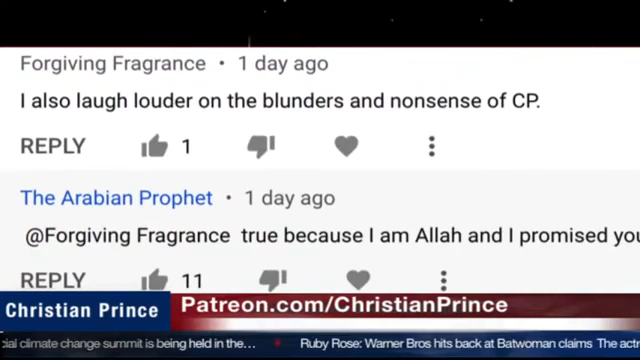 Forgiving Fragrance • 1 day ago
I also laugh louder on the blunders and nonsense of CP.
REPLY 1
The Arabian Prophet • 1 day ago
@Forgiving Fragrance true because I am Allah and I promised you
REPLY 11
Christian Prince
Patreon.com/ChristianPrince
cial climate change summit is being held in the... Ruby Rose: Warner Bros hits back at Batwoman claims The actr